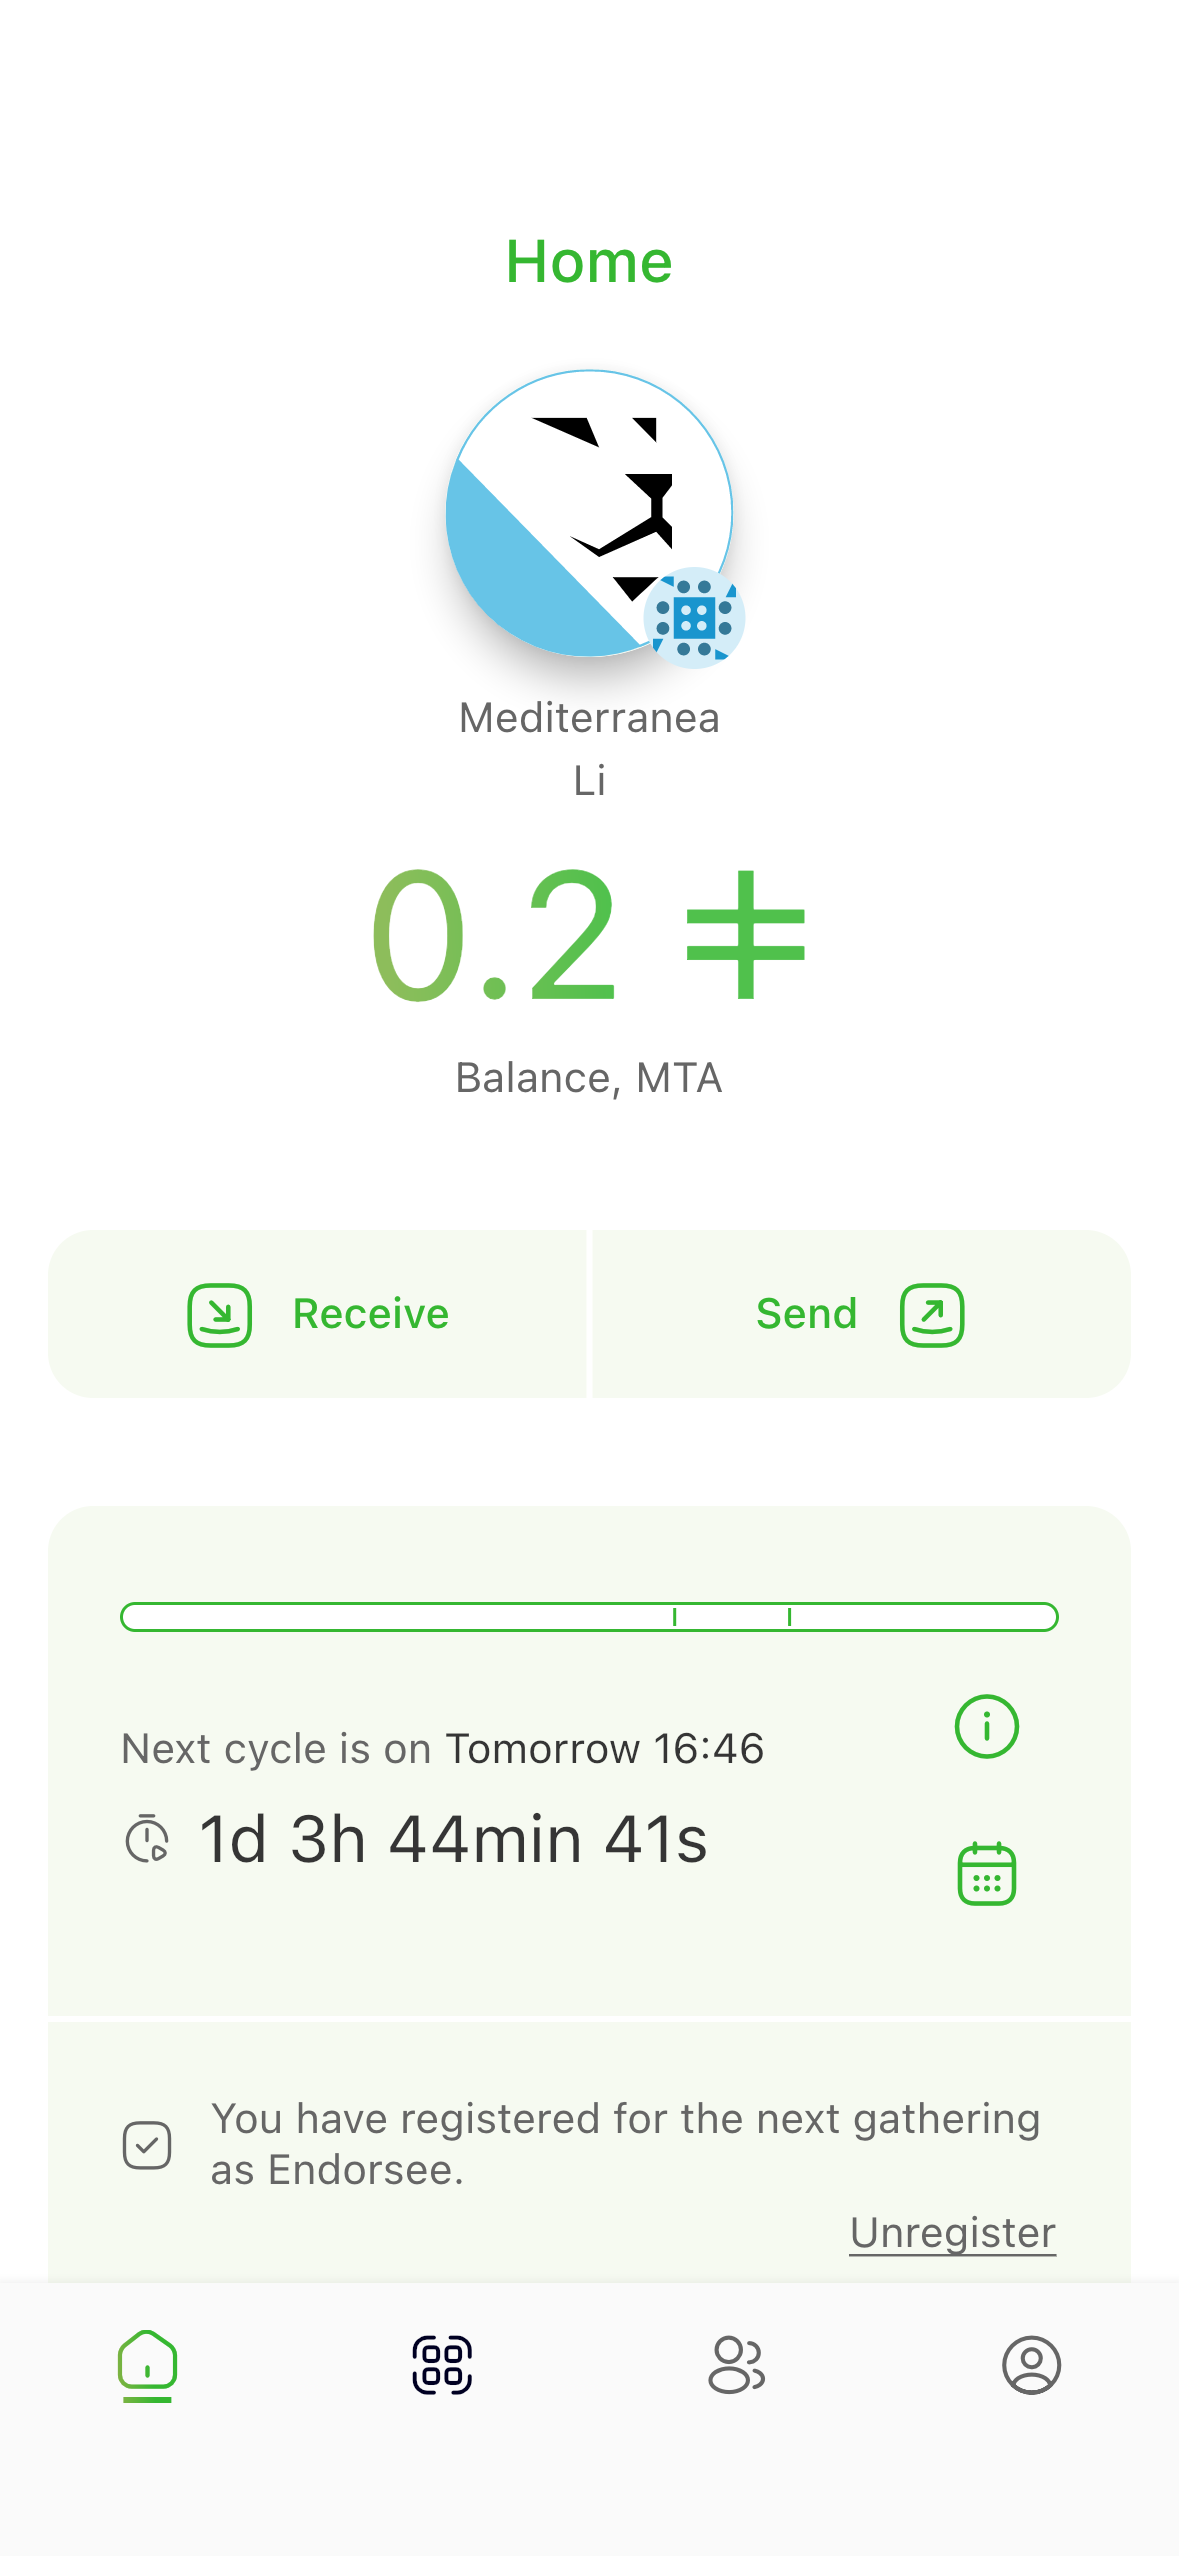 Home
Mediterranea
Li
0.2 ⵐ
Balance, MTA
Receive
Send
Next cycle is on Tomorrow 16:46
1d 3h 44min 41s
You have registered for the next gathering
as Endorsee.
Unregister